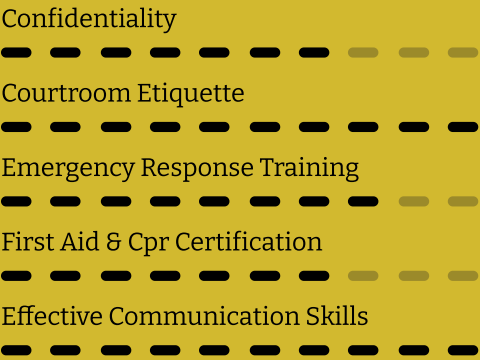 Confidentiality
Courtroom Etiquette
Emergency Response Training
First Aid & Cpr Certification
Effective Communication Skills